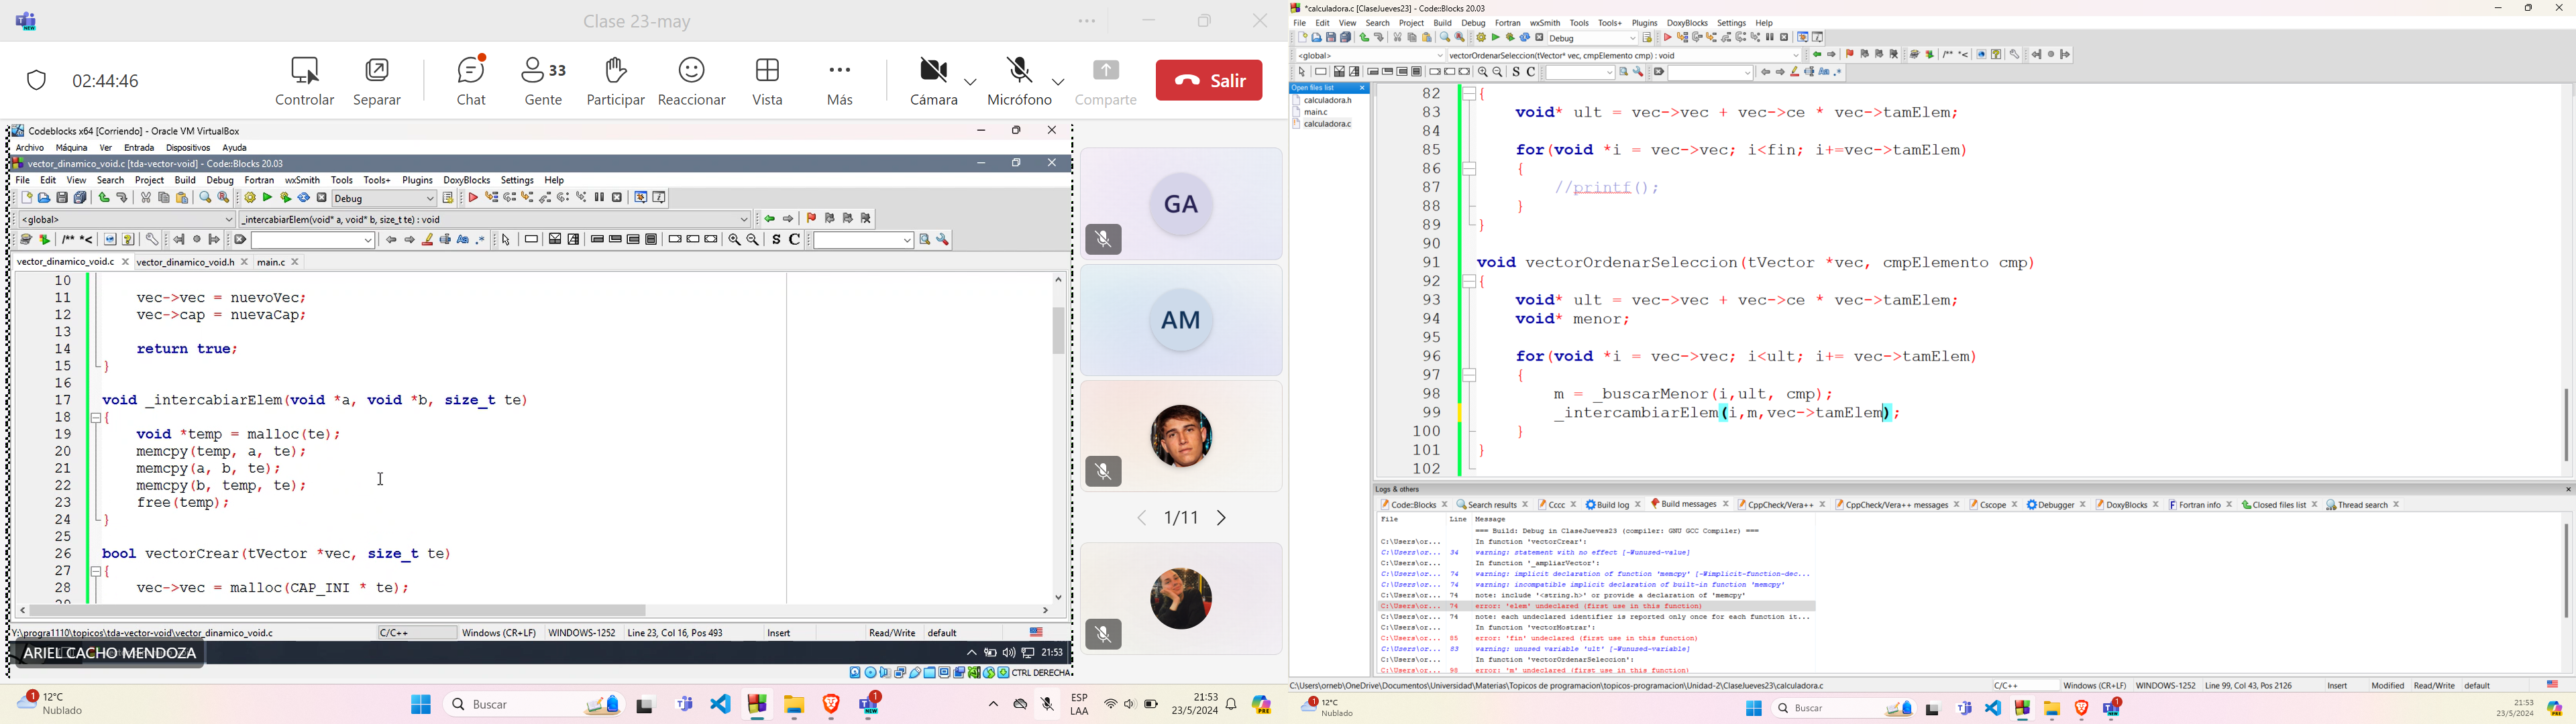 Clase 23-may
02:44:46
Controlar
Separar
Chat
33
Gente
Participar
Reaccionar
Vista
Más
Cámara
Micrófono
Comparte
Salir
Codeblocks x64 [Corriendo] - Oracle VM VirtualBox
Archivo Máquina Ver Entrada Dispositivos Ayuda
vector_dinamico_void.c [tda-vector-void] - Code::Blocks 20.03
File Edit View Search Project Build Debug Fortran wxSmith Tools Tools+ Plugins DoxyBlocks Settings Help
Debug
<global>
_intercabiarElem(void* a, void* b, size_t te) : void
vector_dinamico_void.c
vector_dinamico_void.h
main.c
10
11 vec->vec = nuevoVec;
12 vec->cap = nuevaCap;
13
14 return true;
15 }
16
17 void _intercabiarElem(void *a, void *b, size_t te)
18 {
19 void *temp = malloc(te);
20 memcpy(temp, a, te);
21 memcpy(a, b, te);
22 memcpy(b, temp, te);
23 free(temp);
24 }
25
26 bool vectorCrear(tVector *vec, size_t te)
27 {
28 vec->vec = malloc(CAP_INI * te);
Y:\progra1110\topicos\tda-vector-void\vector_dinamico_void.c
C/C++ Windows (CR+LF) WINDOWS-1252 Line 23, Col 16, Pos 493 Insert Read/Write default
ARIEL CACHO MENDOZA
21:53
CTRL DERECHA
GA
AM
1/11
12°C
Nublado
Buscar
ESP
LAA
21:53
23/5/2024
*calculadora.c [ClaseJueves23] - Code::Blocks 20.03
File Edit View Search Project Build Debug Fortran wxSmith Tools Tools+ Plugins DoxyBlocks Settings Help
Debug
<global>
vectorOrdenarSeleccion(tVector* vec, cmpElemento cmp) : void
Open files list
calculadora.h
main.c
calculadora.c
82 {
83 void* ult = vec->vec + vec->ce * vec->tamElem;
84
85 for(void *i = vec->vec; i<fin; i+=vec->tamElem)
86 {
87 //printf();
88 }
89 }
90
91 void vectorOrdenarSeleccion(tVector *vec, cmpElemento cmp)
92 {
93 void* ult = vec->vec + vec->ce * vec->tamElem;
94 void* menor;
95
96 for(void *i = vec->vec; i<ult; i+= vec->tamElem)
97 {
98 m = _buscarMenor(i,ult, cmp);
99 _intercambiarElem(i,m,vec->tamElem);
100 }
101 }
102
Logs & others
Code::Blocks
Search results
Cccc
Build log
Build messages
CppCheck/Vera++
CppCheck/Vera++ messages
Cscope
Debugger
DoxyBlocks
Fortran info
Closed files list
Thread search
File Line Message
=== Build: Debug in ClaseJueves23 (compiler: GNU GCC Compiler) ===
C:\Users\or... In function 'vectorCrear':
C:\Users\or... 34 warning: statement with no effect [-Wunused-value]
C:\Users\or... In function '_ampliarVector':
C:\Users\or... 74 warning: implicit declaration of function 'memcpy' [-Wimplicit-function-dec...
C:\Users\or... 74 warning: incompatible implicit declaration of built-in function 'memcpy'
C:\Users\or... 74 note: include '<string.h>' or provide a declaration of 'memcpy'
C:\Users\or... 74 error: 'elem' undeclared (first use in this function)
C:\Users\or... 74 note: each undeclared identifier is reported only once for each function it...
C:\Users\or... In function 'vectorMostrar':
C:\Users\or... 85 error: 'fin' undeclared (first use in this function)
C:\Users\or... 83 warning: unused variable 'ult' [-Wunused-variable]
C:\Users\or... In function 'vectorOrdenarSeleccion':
C:\Users\or... 98 error: 'm' undeclared (first use in this function)
C:\Users\orneb\OneDrive\Documentos\Universidad\Materias\Topicos de programacion\topicos-programacion\Unidad-2\ClaseJueves23\calculadora.c
C/C++ Windows (CR+LF) WINDOWS-1252 Line 99, Col 43, Pos 2126 Insert Modified Read/Write default
12°C
Nublado
Buscar
21:53
23/5/2024